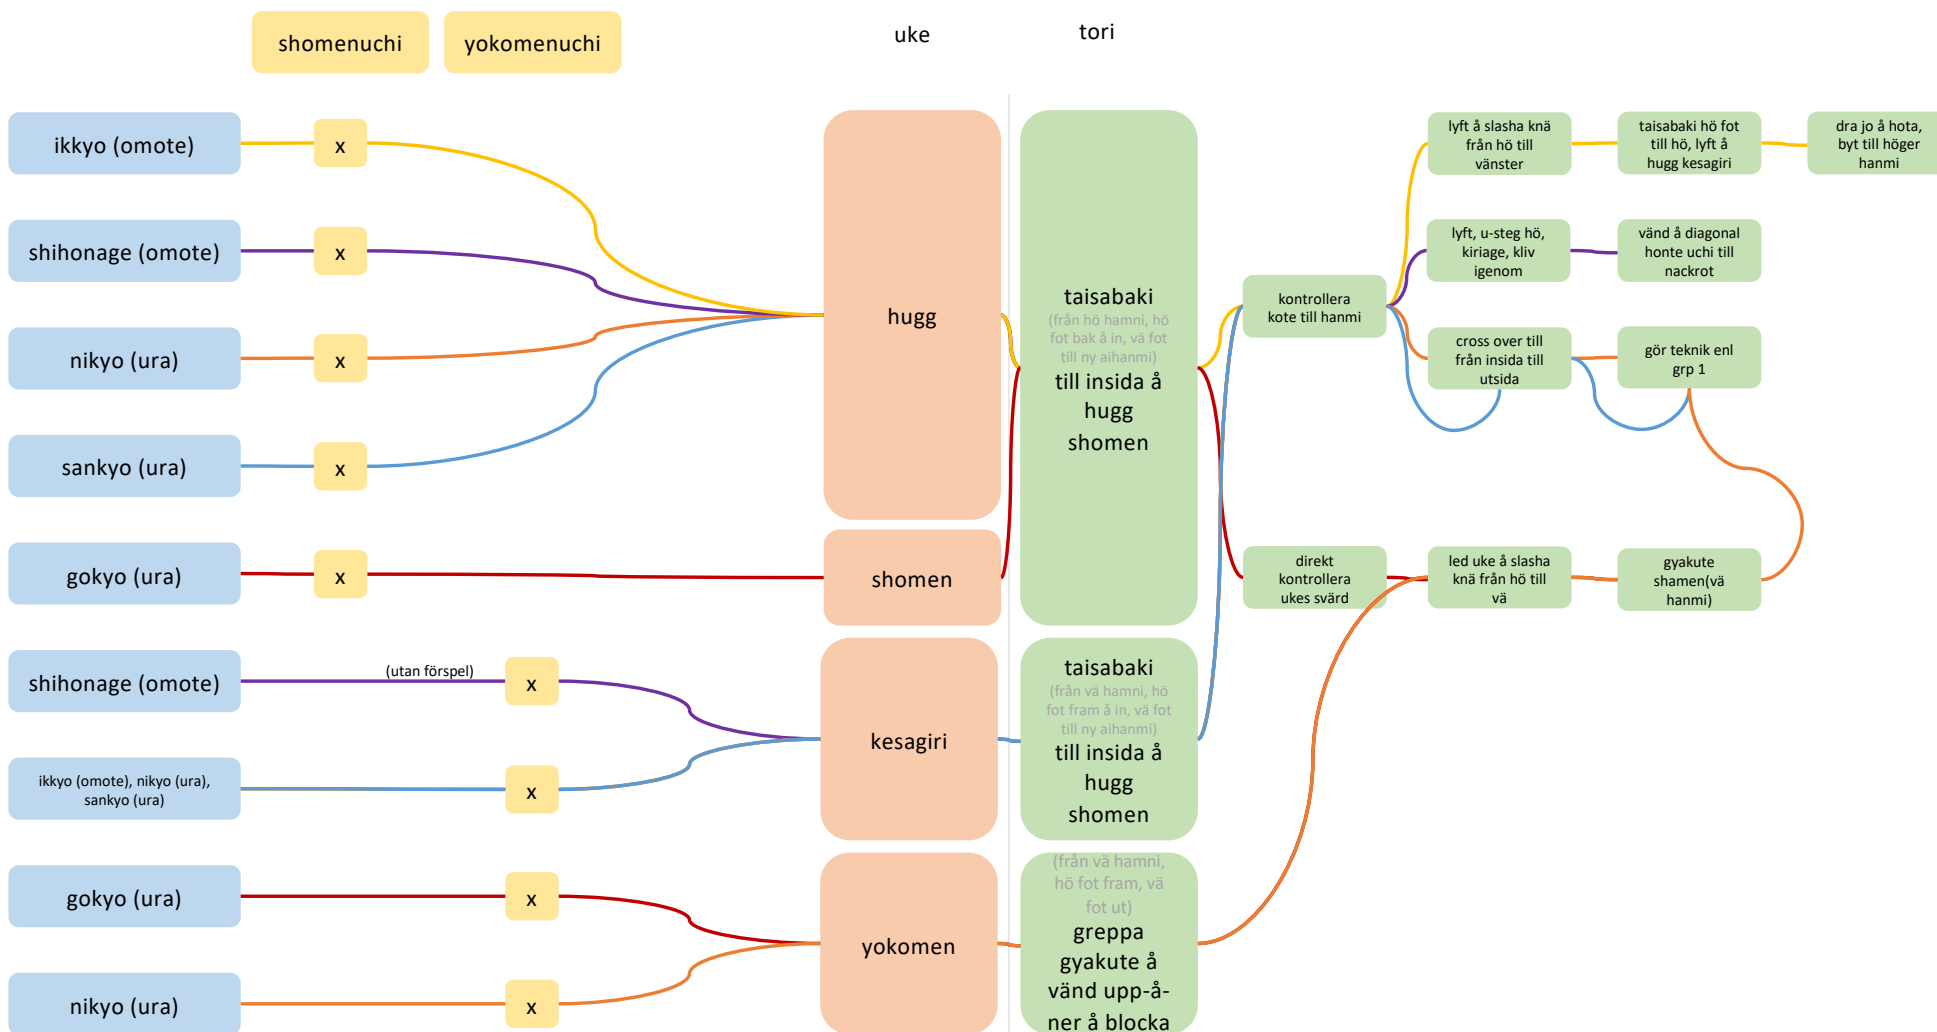 shomenuchi
yokomenuchi
uke
tori
ikkyo (omote)
x
shihonage (omote)
x
nikyo (ura)
x
sankyo (ura)
x
gokyo (ura)
x
shihonage (omote)
(utan förspel)
x
ikkyo (omote), nikyo (ura),
sankyo (ura)
x
gokyo (ura)
x
nikyo (ura)
x
hugg
shomen
kesagiri
yokomen
taisabaki
(från hö hamni, hö
fot bak å in, vä fot
till ny aihanmi)
till insida å
hugg
shomen
taisabaki
(från vä hamni, hö
fot fram å in, vä fot
till ny aihanmi)
till insida å
hugg
shomen
(från vä hamni,
hö fot fram, vä
fot ut)
greppa
gyakute å
vänd upp-å-
ner å blocka
kontrollera
kote till hanmi
direkt
kontrollera
ukes svärd
lyft å slasha knä
från hö till
vänster
taisabaki hö fot
till hö, lyft å
hugg kesagiri
dra jo å hota,
byt till höger
hanmi
lyft, u-steg hö,
kiriage, kliv
igenom
vänd å diagonal
honte uchi till
nackrot
cross over till
från insida till
utsida
gör teknik enl
grp 1
led uke å slasha
knä från hö till
vä
gyakute
shamen(vä
hanmi)